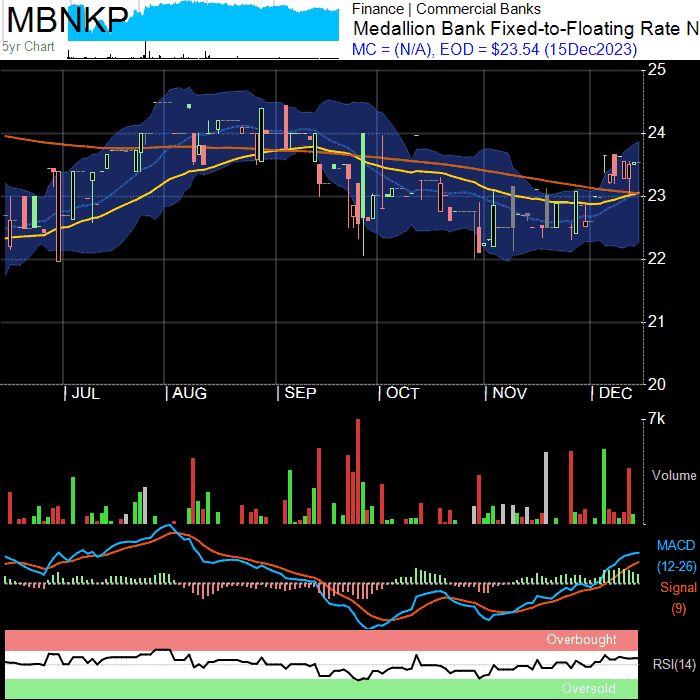 MBNKP
5yr Chart
Finance | Commercial Banks
Medallion Bank Fixed-to-Floating Rate N
MC = (N/A), EOD = $23.54 (15Dec2023)
25
24
23
22
21
20
| JUL | AUG | SEP | OCT | NOV | DEC
7k
Volume
MACD
(12-26)
Signal
(9)
Overbought
RSI(14)
Oversold